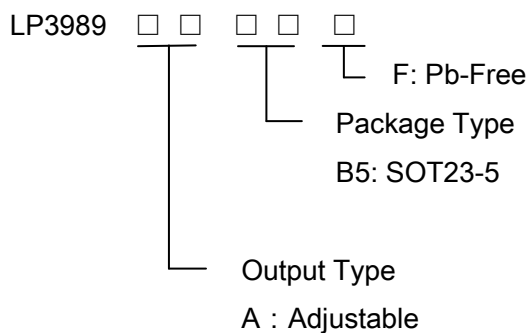 LP3989 □ □ □ □ □
F: Pb-Free
Package Type
B5: SOT23-5
Output Type
A : Adjustable